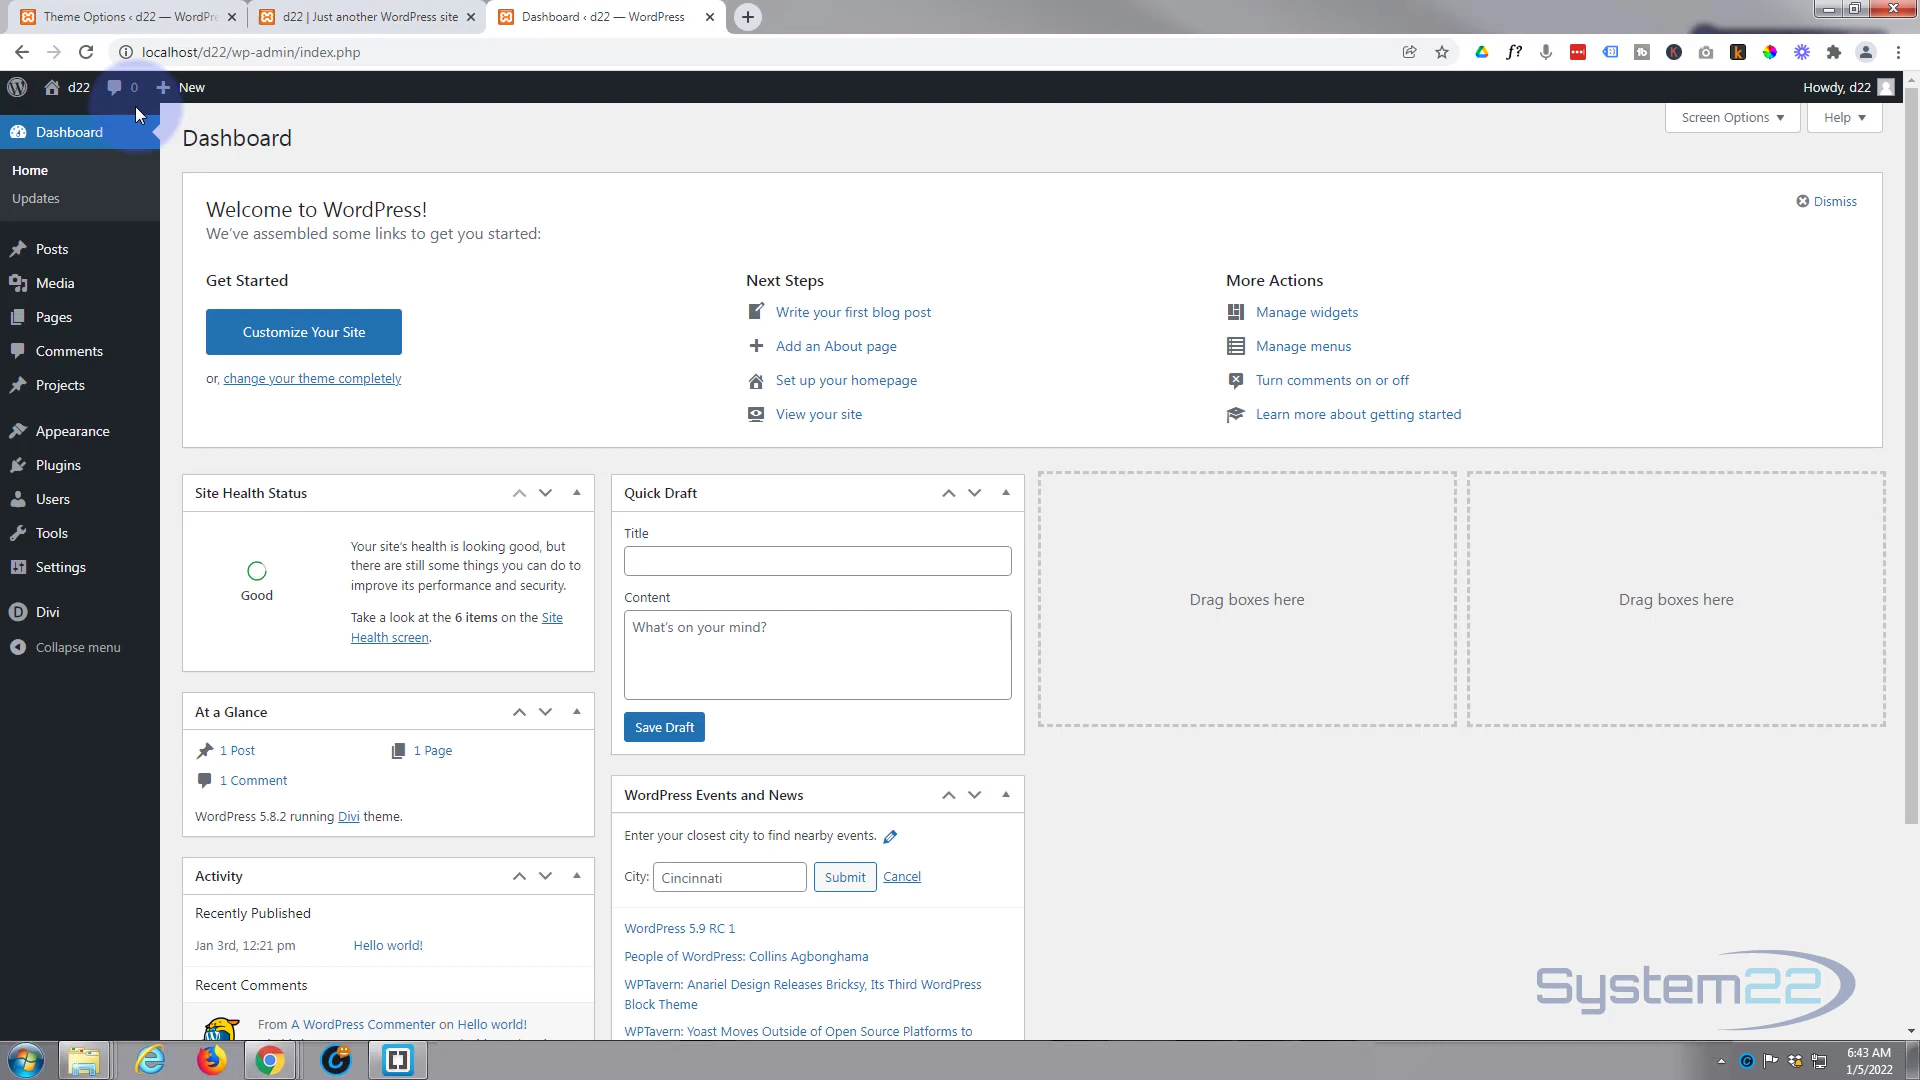 Theme Options ‹ d22 — WordPre
d22 | Just another WordPress site
Dashboard ‹ d22 — WordPress
localhost/d22/wp-admin/index.php
d22
0
New
Howdy, d22
Dashboard
Home
Updates
Posts
Media
Pages
Comments
Projects
Appearance
Plugins
Users
Tools
Settings
Divi
Collapse menu
Dashboard
Screen Options
Help
Welcome to WordPress!
We've assembled some links to get you started:
Dismiss
Get Started
Customize Your Site
or, change your theme completely
Next Steps
Write your first blog post
Add an About page
Set up your homepage
View your site
More Actions
Manage widgets
Manage menus
Turn comments on or off
Learn more about getting started
Site Health Status
Good
Your site's health is looking good, but
there are still some things you can do to
improve its performance and security.
Take a look at the 6 items on the Site
Health screen.
At a Glance
1 Post
1 Page
1 Comment
WordPress 5.8.2 running Divi theme.
Activity
Recently Published
Jan 3rd, 12:21 pm
Hello world!
Recent Comments
From A WordPress Commenter on Hello world!
Quick Draft
Title
Content
What's on your mind?
Save Draft
WordPress Events and News
Enter your closest city to find nearby events.
City:
Cincinnati
Submit
Cancel
WordPress 5.9 RC 1
People of WordPress: Collins Agbonghama
WPTavern: Anariel Design Releases Bricksy, Its Third WordPress
Block Theme
WPTavern: Yoast Moves Outside of Open Source Platforms to
Drag boxes here
Drag boxes here
System22
6:43 AM
1/5/2022